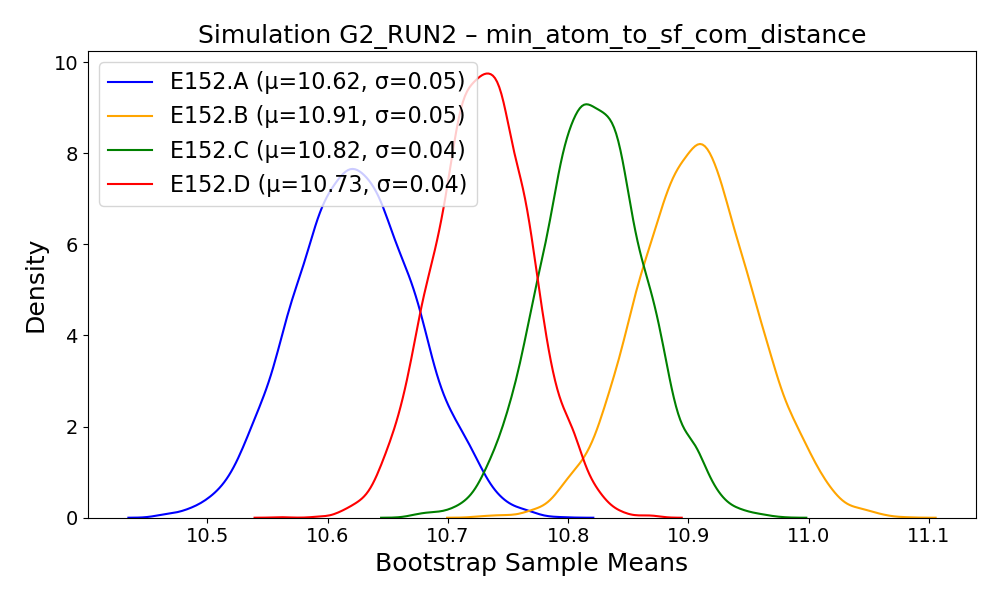 Simulation G2_RUN2 – min_atom_to_sf_com_distance
10
8
6
4
2
0
Density
E152.A (μ=10.62, σ=0.05)
E152.B (μ=10.91, σ=0.05)
E152.C (μ=10.82, σ=0.04)
E152.D (μ=10.73, σ=0.04)
10.5 10.6 10.7 10.8 10.9 11.0 11.1
Bootstrap Sample Means